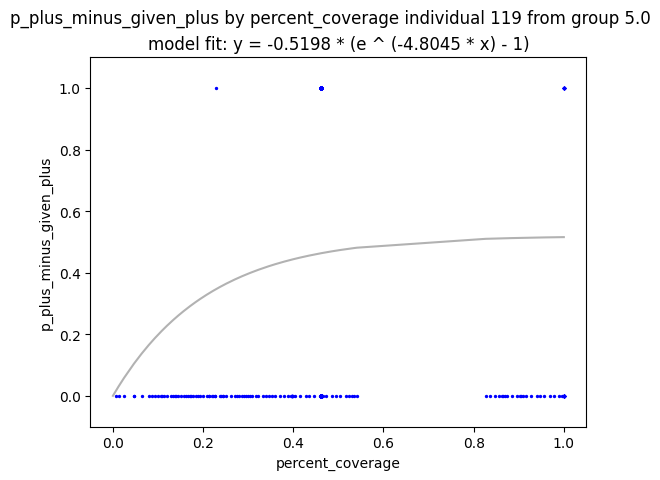 p_plus_minus_given_plus by percent_coverage individual 119 from group 5.0
model fit: y = -0.5198 * (e ^ (-4.8045 * x) - 1)
1.0
0.8
0.6
0.4
0.2
0.0
p_plus_minus_given_plus
0.0 0.2 0.4 0.6 0.8 1.0
percent_coverage